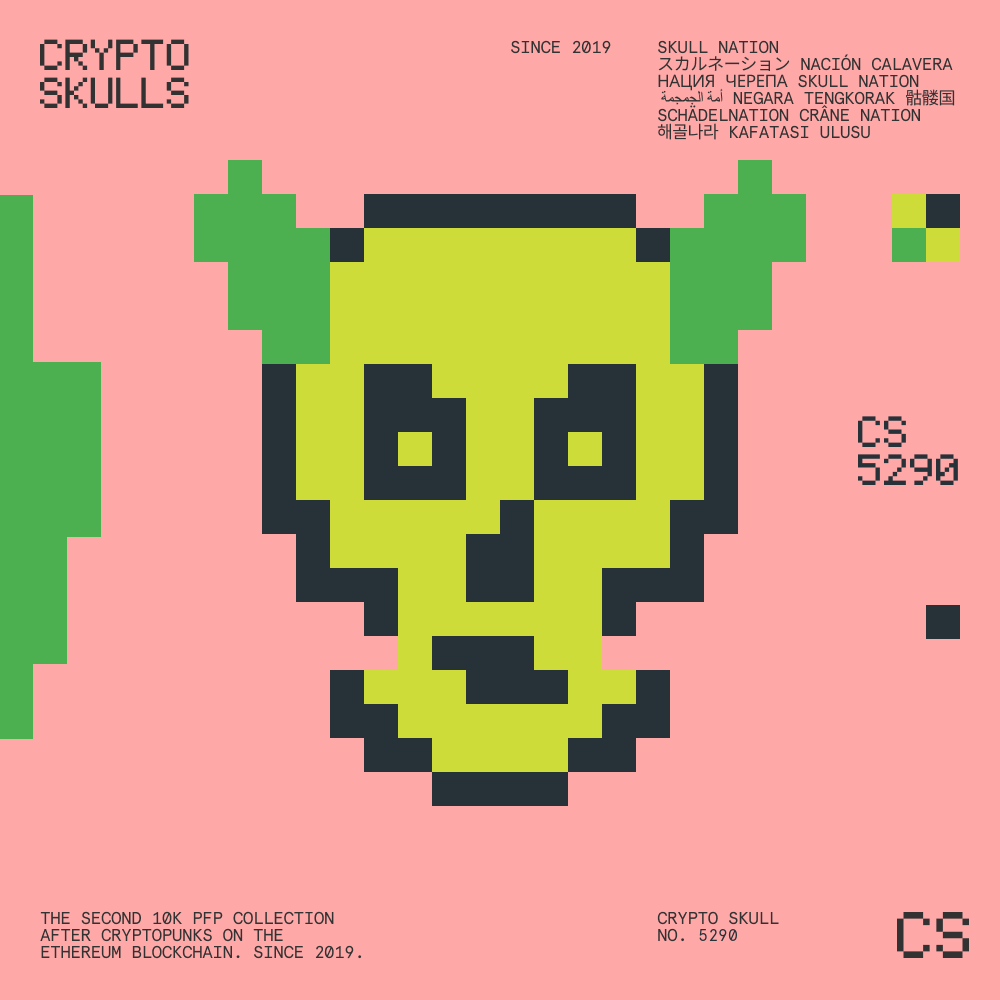 CRYPTO
SKULLS
SINCE 2019
SKULL NATION
スカルネーション NACIÓN CALAVERA
НАЦИЯ ЧЕРЕПА SKULL NATION
أمة الجمجمة NEGARA TENGKORAK 骷髅国
SCHÄDELNATION CRÂNE NATION
해골나라 KAFATASI ULUSU
CS
5290
THE SECOND 10K PFP COLLECTION
AFTER CRYPTOPUNKS ON THE
ETHEREUM BLOCKCHAIN. SINCE 2019.
CRYPTO SKULL
NO. 5290
CS